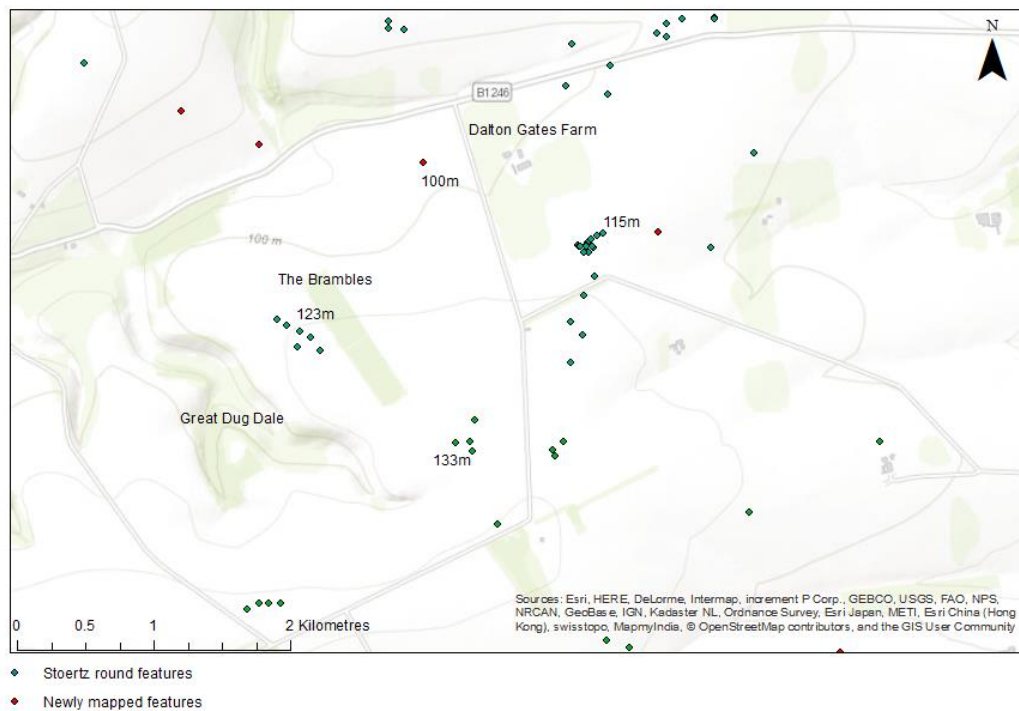 N
B1246
Dalton Gates Farm
100m
115m
100 m
The Brambles
123m
Great Dug Dale
133m
Sources: Esri, HERE, DeLorme, Intermap, increment P Corp., GEBCO, USGS, FAO, NPS,
NRCAN, GeoBase, IGN, Kadaster NL, Ordnance Survey, Esri Japan, METI, Esri China (Hong
Kong), swisstopo, MapmyIndia, © OpenStreetMap contributors, and the GIS User Community
0 0.5 1 2 Kilometres
Stoertz round features
Newly mapped features